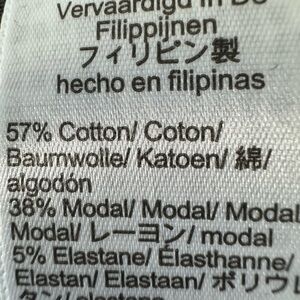 Vervaardigd in De
Filippijnen
フィリピン製
hecho en filipinas
57% Cotton/ Coton/
Baumwolle/ Katoen/ 綿/
algodón
38% Modal/ Modal/ Modal
Modal/ レーヨン/ modal
5% Elastane/ Elasthanne/
Elastan/ Elastaan/ ポリウ